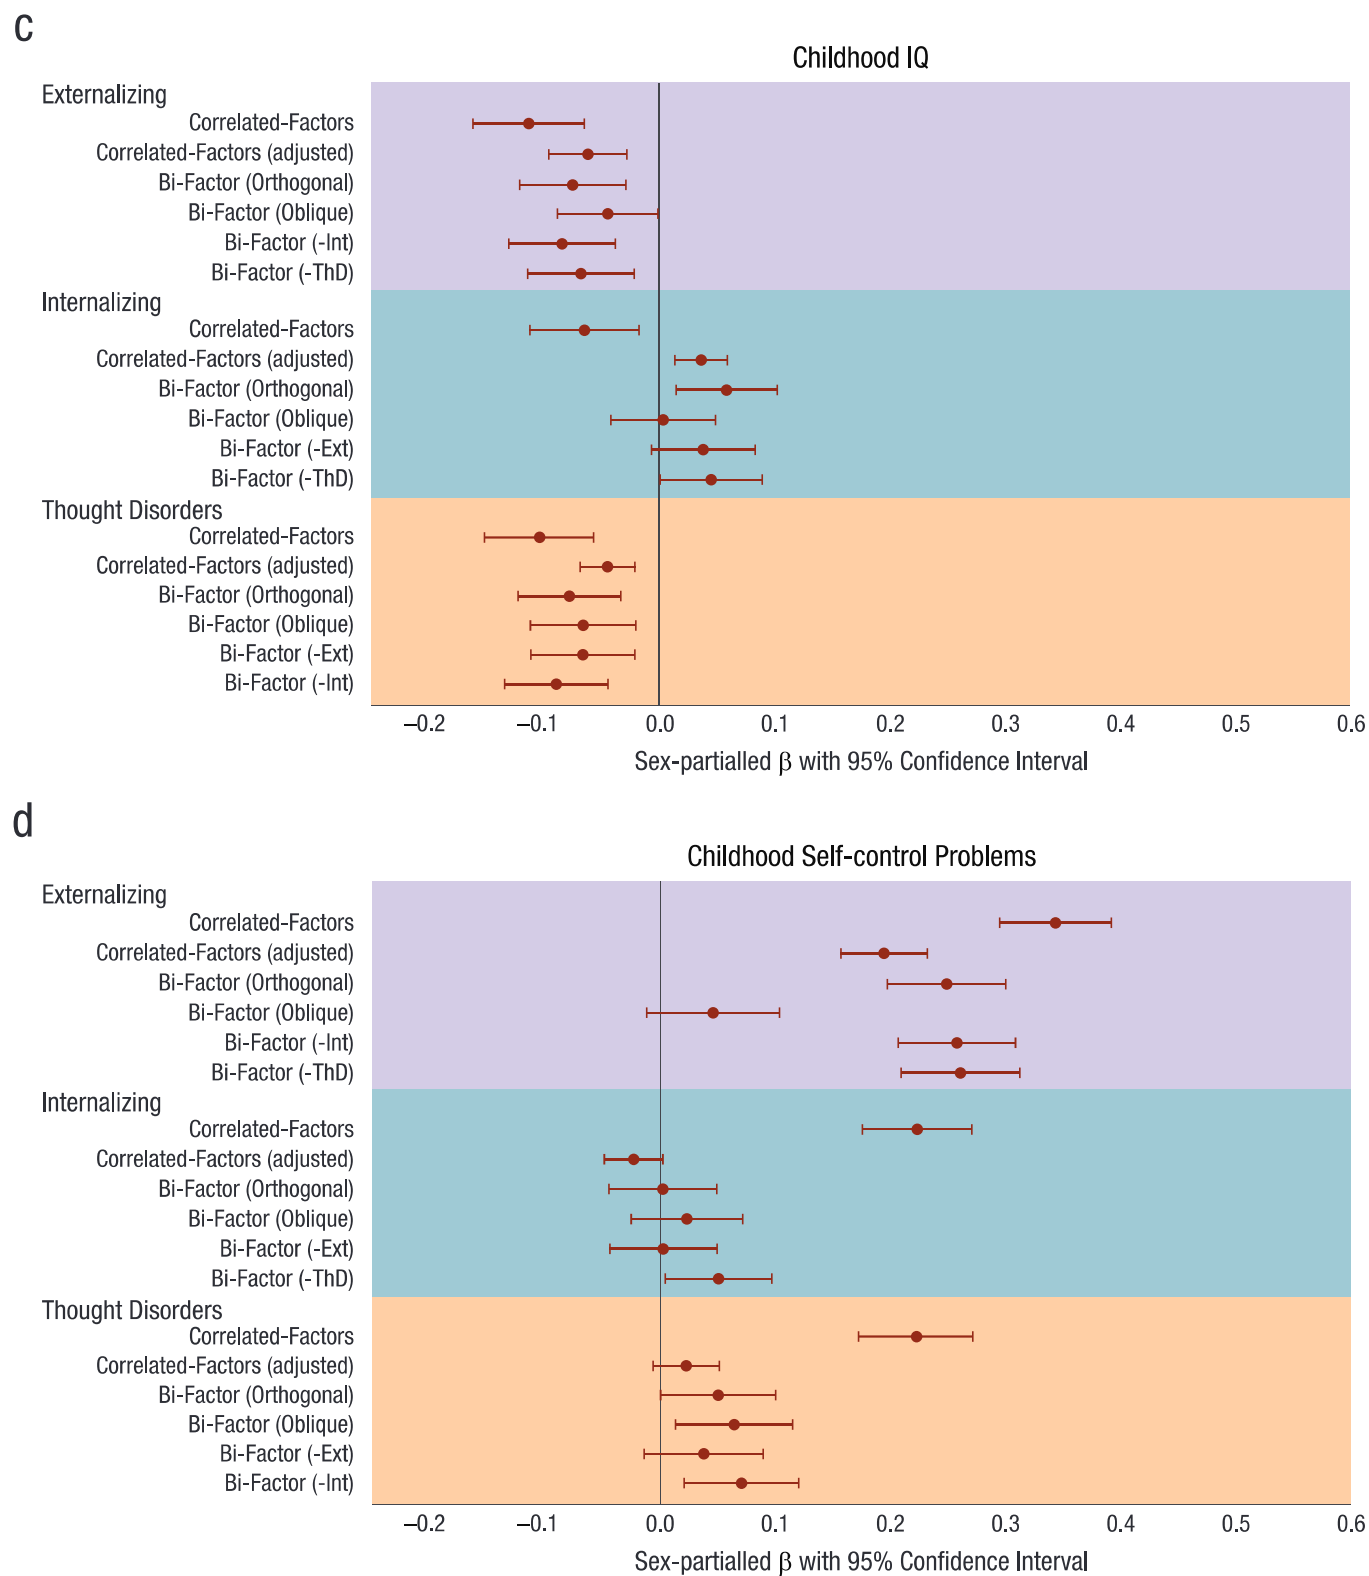 c
Childhood IQ
Externalizing
Correlated-Factors
Correlated-Factors (adjusted)
Bi-Factor (Orthogonal)
Bi-Factor (Oblique)
Bi-Factor (-Int)
Bi-Factor (-ThD)
Internalizing
Correlated-Factors
Correlated-Factors (adjusted)
Bi-Factor (Orthogonal)
Bi-Factor (Oblique)
Bi-Factor (-Ext)
Bi-Factor (-ThD)
Thought Disorders
Correlated-Factors
Correlated-Factors (adjusted)
Bi-Factor (Orthogonal)
Bi-Factor (Oblique)
Bi-Factor (-Ext)
Bi-Factor (-Int)
–0.2 –0.1 0.0 0.1 0.2 0.3 0.4 0.5 0.6
Sex-partialled β with 95% Confidence Interval
d
Childhood Self-control Problems
Externalizing
Correlated-Factors
Correlated-Factors (adjusted)
Bi-Factor (Orthogonal)
Bi-Factor (Oblique)
Bi-Factor (-Int)
Bi-Factor (-ThD)
Internalizing
Correlated-Factors
Correlated-Factors (adjusted)
Bi-Factor (Orthogonal)
Bi-Factor (Oblique)
Bi-Factor (-Ext)
Bi-Factor (-ThD)
Thought Disorders
Correlated-Factors
Correlated-Factors (adjusted)
Bi-Factor (Orthogonal)
Bi-Factor (Oblique)
Bi-Factor (-Ext)
Bi-Factor (-Int)
–0.2 –0.1 0.0 0.1 0.2 0.3 0.4 0.5 0.6
Sex-partialled β with 95% Confidence Interval